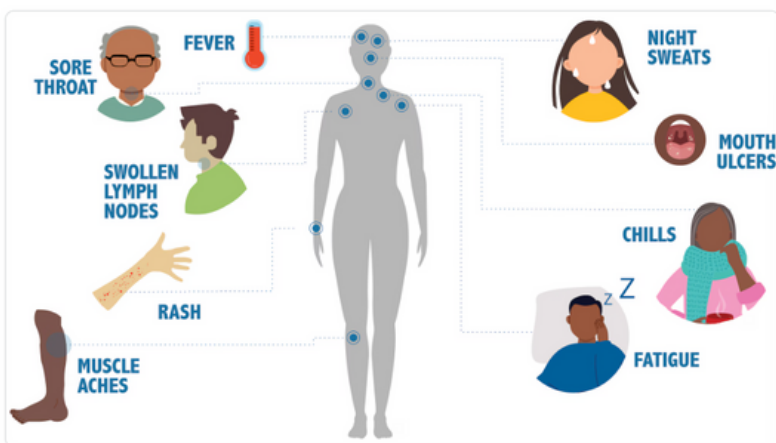 FEVER
SORE
THROAT
SWOLLEN
LYMPH
NODES
RASH
MUSCLE
ACHES
NIGHT
SWEATS
MOUTH
ULCERS
CHILLS
z Z
FATIGUE